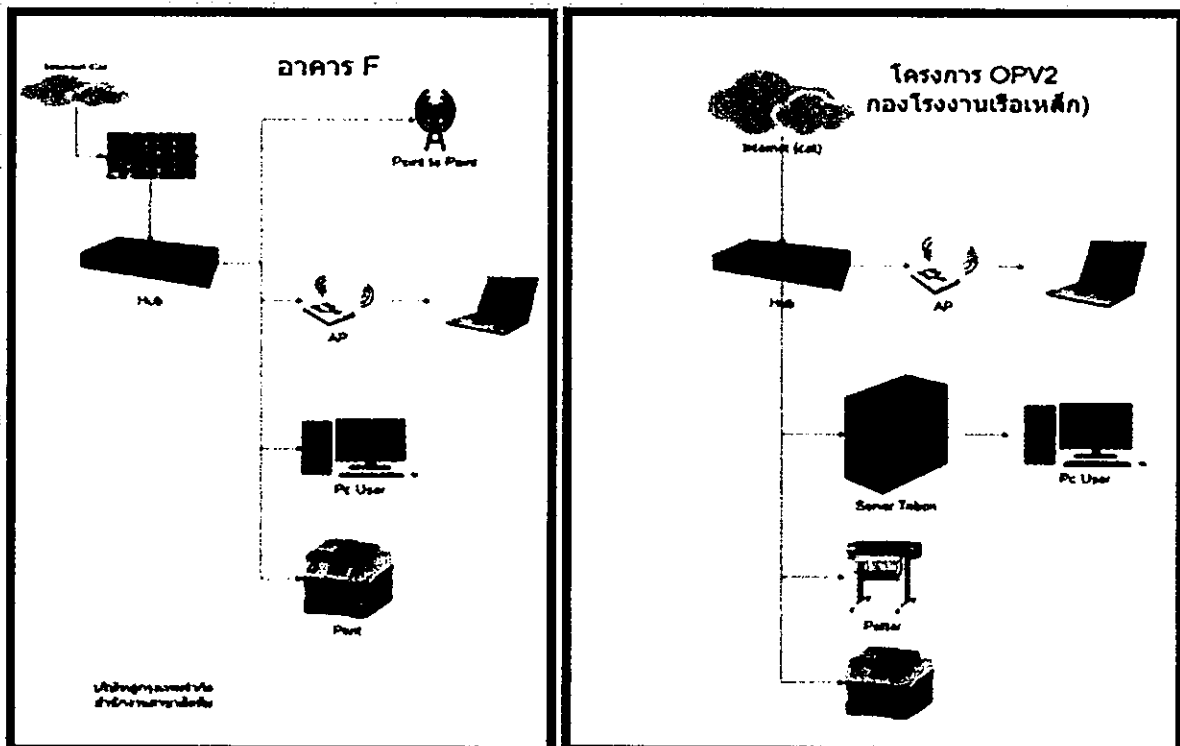 อาคาร F
Point to Point
Hub
AP
Pc User
Print
โครงการ OPV2
กองโรงงานเรือเหล็ก)
Internet (cat)
Hub
AP
Server
Pc User